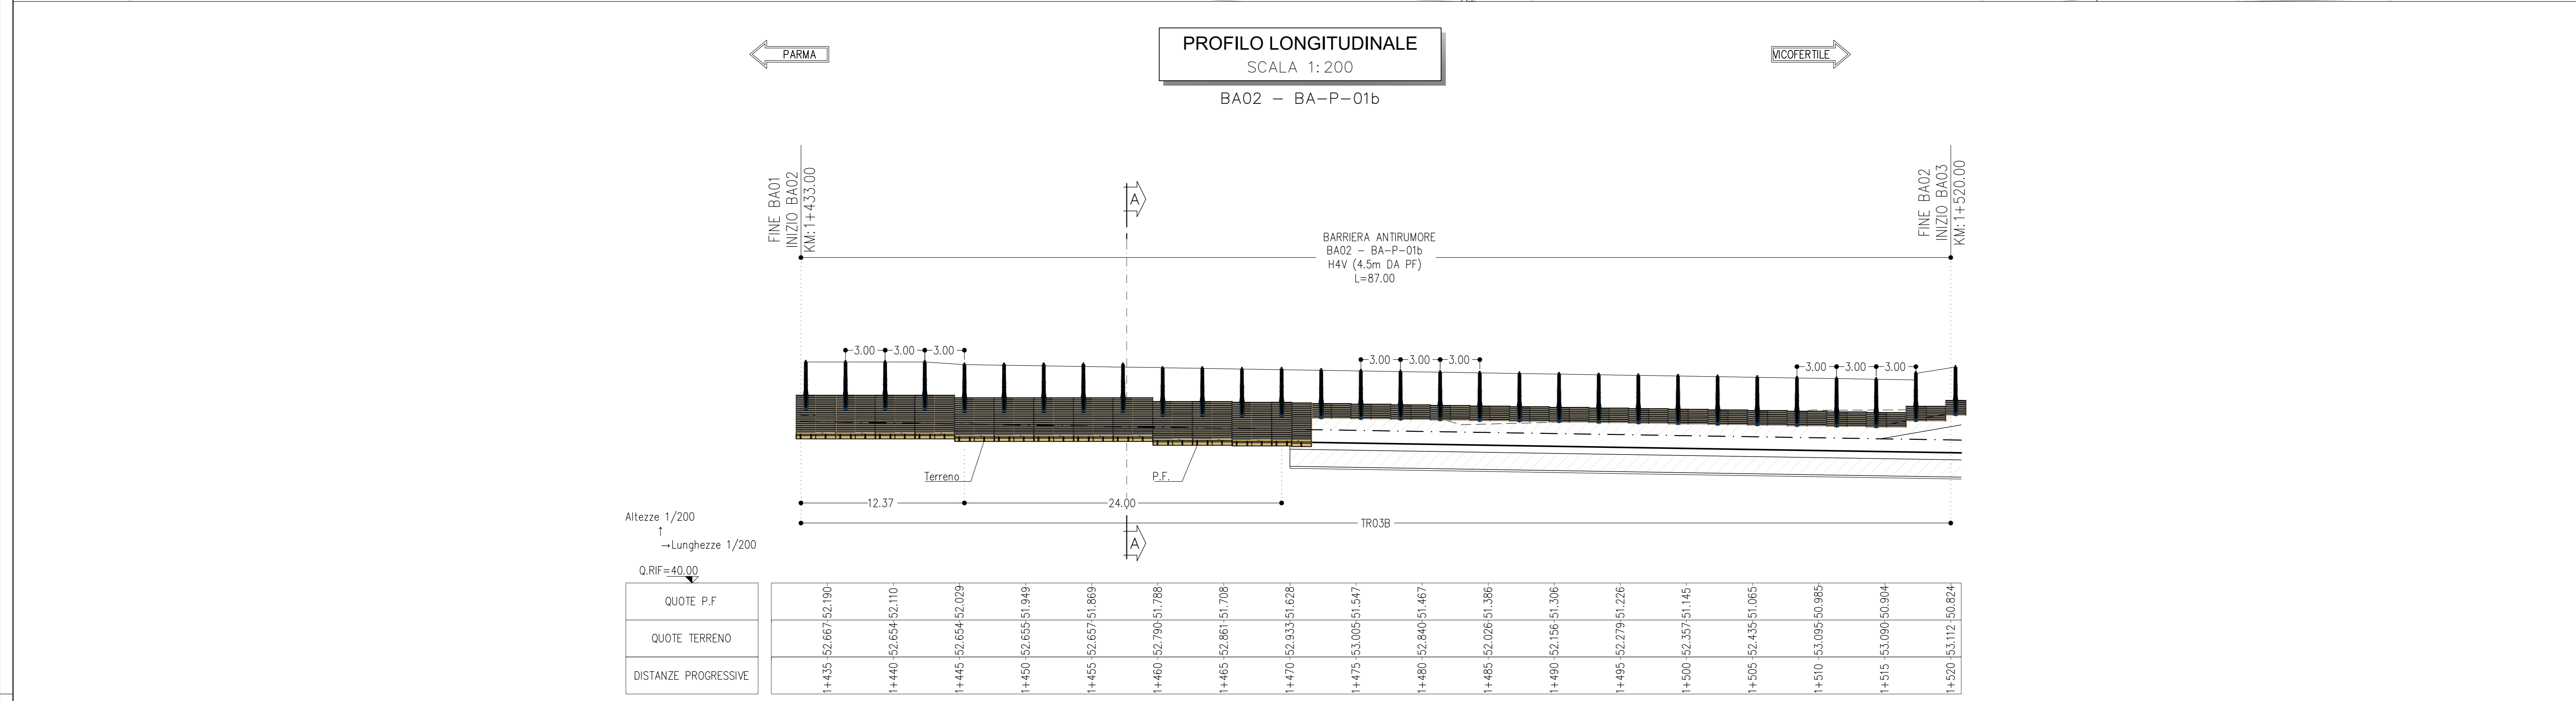 PROFILO LONGITUDINALE
PARMA
VICOFERTILE
SCALA 1:200
BA02 - BA-P-01b
FINE BA01
INIZIO BA02
KM:1+433.00
A
FINE BA02
INIZIO BA03
KM:1+520.00
BARRIERA ANTIRUMORE
BA02 - BA-P-01b
H4V (4.5m DA PF)
L=87.00
3.00 3.00 3.00
3.00 3.00 3.00
3.00 3.00 3.00
Terreno
P.F.
12.37
24.00
TR03B
A
Altezze 1/200
↑
→Lunghezze 1/200
Q.RIF=40.00
QUOTE P.F 52.190 52.110 52.029 51.949 51.869 51.788 51.708 51.628 51.547 51.467 51.386 51.306 51.226 51.145 51.065 50.985 50.904 50.824
QUOTE TERRENO 52.667 52.654 52.654 52.655 52.657 52.790 52.861 52.933 53.005 52.840 52.026 52.156 52.279 52.357 52.435 53.095 53.090 53.112
DISTANZE PROGRESSIVE 1+435 1+440 1+445 1+450 1+455 1+460 1+465 1+470 1+475 1+480 1+485 1+490 1+495 1+500 1+505 1+510 1+515 1+520